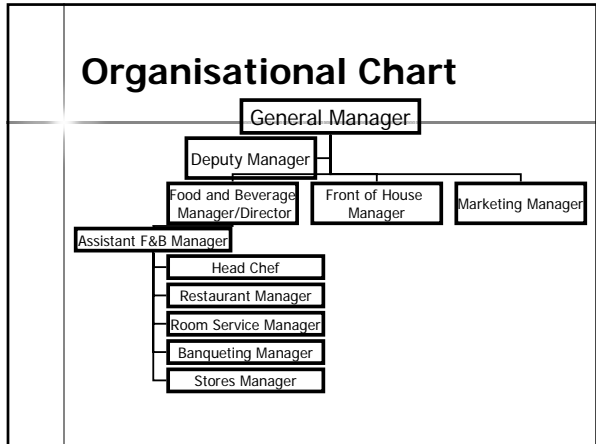 Organisational Chart
General Manager
Deputy Manager
Food and Beverage
Manager/Director
Front of House
Manager
Marketing Manager
Assistant F&B Manager
Head Chef
Restaurant Manager
Room Service Manager
Banqueting Manager
Stores Manager